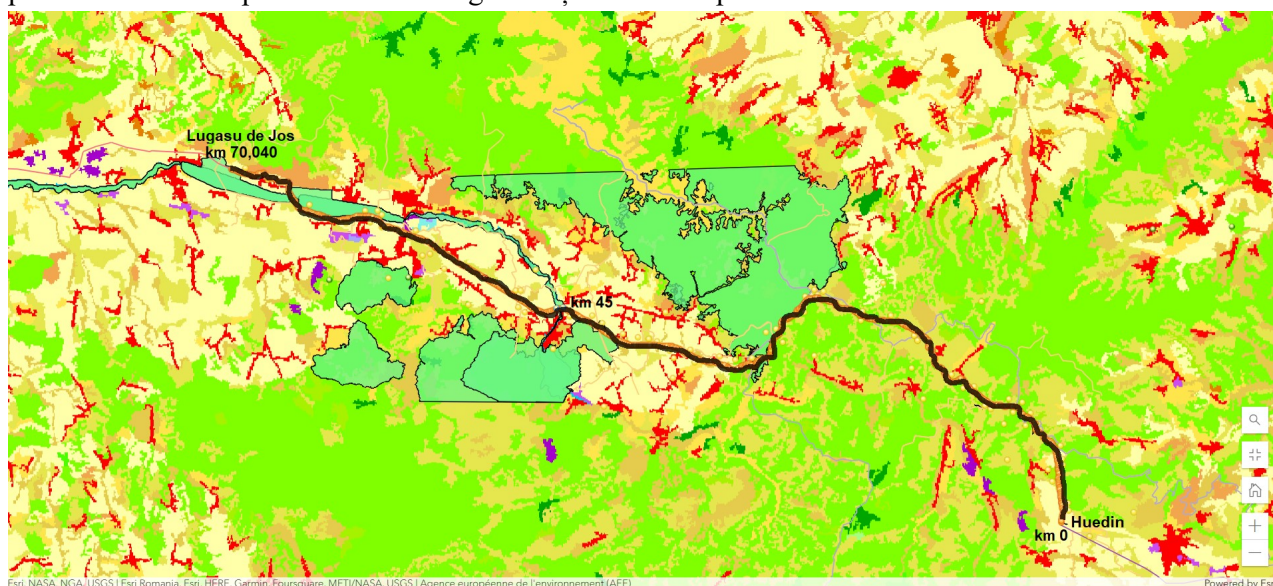 Lugasu de Jos
km 70,040
km 45
Huedin
km 0
Esri, NASA, NGA, USGS | Esri Romania, Esri, HERE, Garmin, Foursquare, METI/NASA, USGS | Agence européenne de l'environnement (AEE)
Powered by Esri